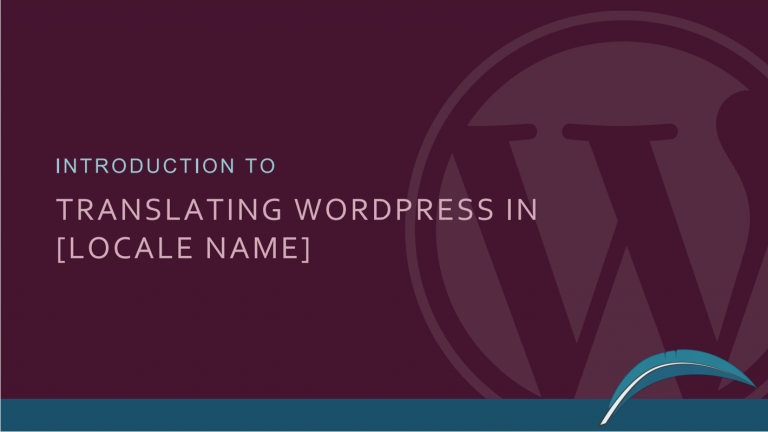 INTRODUCTION TO
TRANSLATING WORDPRESS IN
[LOCALE NAME]